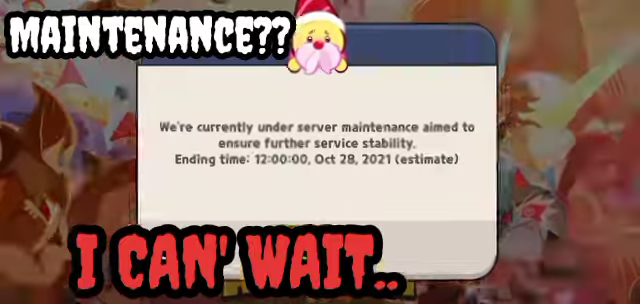 MAINTENANCE??
We're currently under server maintenance aimed to
ensure further service stability.
Ending time: 12:00:00, Oct 28, 2021 (estimate)
I CAN' WAIT..